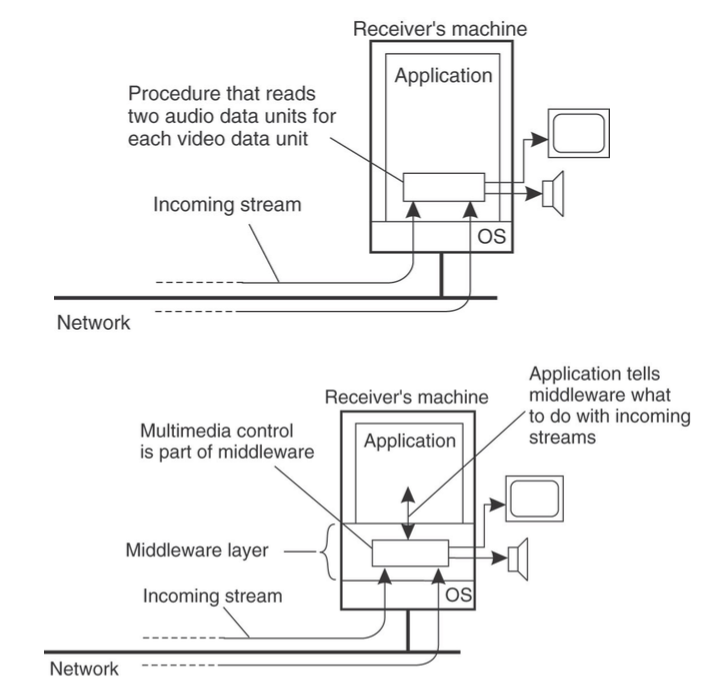 Receiver's machine
Application
Procedure that reads
two audio data units for
each video data unit
Incoming stream
OS
Network
Application tells
middleware what
to do with incoming
streams
Receiver's machine
Multimedia control
is part of middleware
Application
Middleware layer
Incoming stream
OS
Network